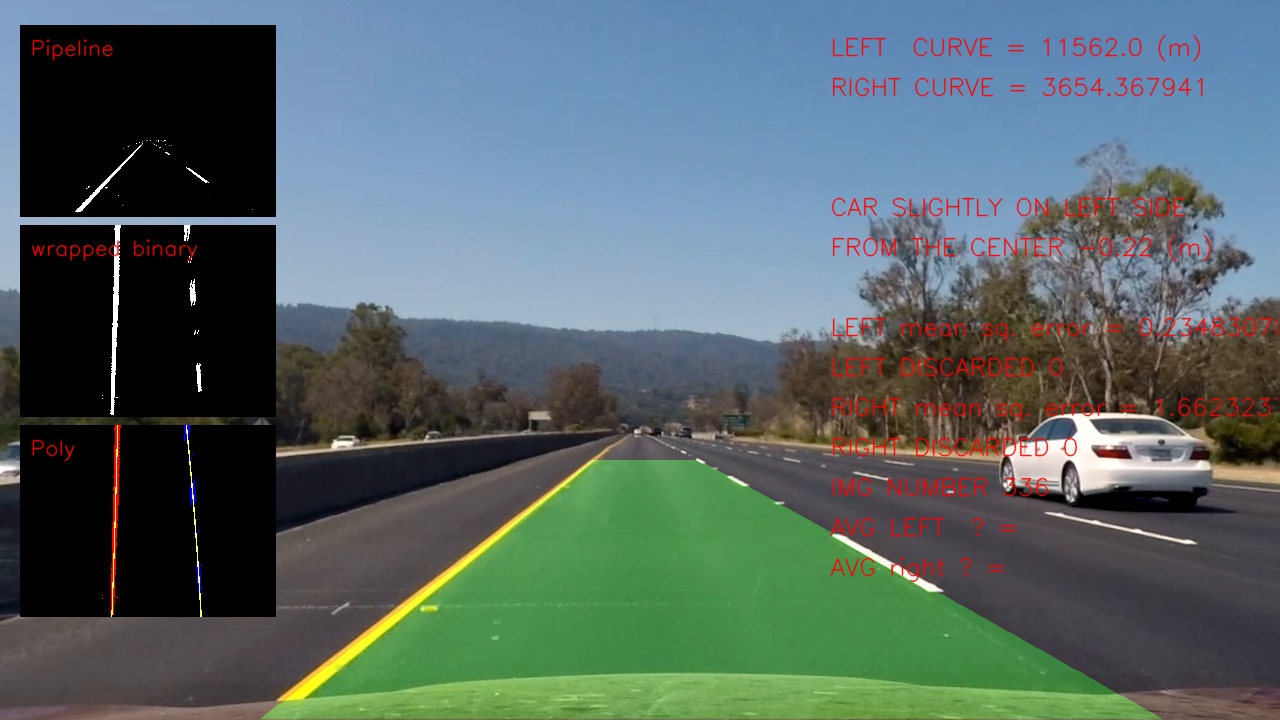 Pipeline
LEFT  CURVE = 11562.0 (m)
RIGHT CURVE = 3654.367941
CAR SLIGHTLY ON LEFT SIDE
wrapped binary
FROM THE CENTER -0.22 (m)
LEFT mean sq. error = 0.2348307
LEFT DISCARDED 0
RIGHT mean sq. error = 1.662323
Poly
RIGHT DISCARDED 0
IMG NUMBER 336
AVG LEFT  ? =
AVG right ? =